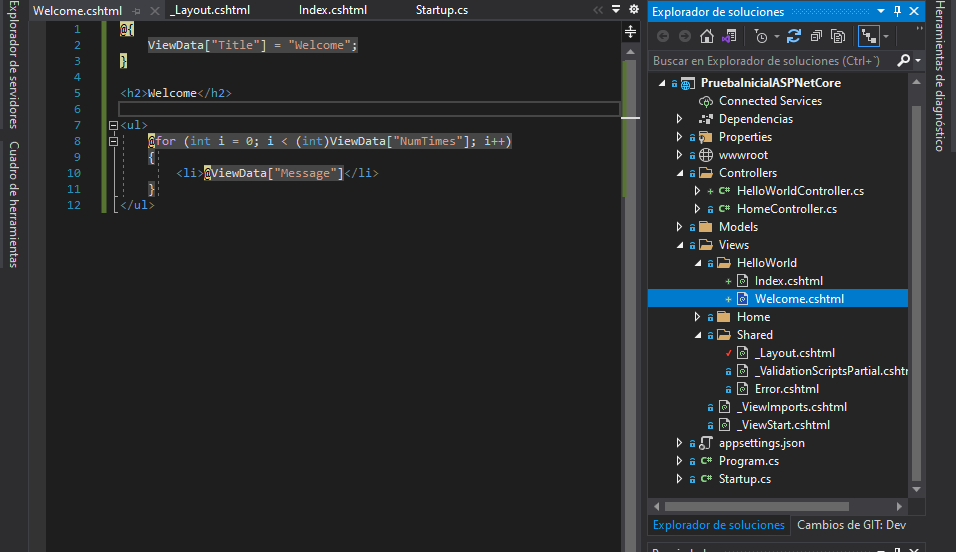 Explorador de servidores
Cuadro de herramientas
Welcome.cshtml
_Layout.cshtml
Index.cshtml
Startup.cs
1 @{
2 ViewData["Title"] = "Welcome";
3 }
4
5 <h2>Welcome</h2>
6
7 <ul>
8 @for (int i = 0; i < (int)ViewData["NumTimes"]; i++)
9 {
10 <li>@ViewData["Message"]</li>
11 }
12 </ul>
Explorador de soluciones
Buscar en Explorador de soluciones (Ctrl+´)
PruebaInicialASPNetCore
Connected Services
Dependencias
Properties
wwwroot
Controllers
C# HelloWorldController.cs
C# HomeController.cs
Models
Views
HelloWorld
Index.cshtml
Welcome.cshtml
Home
Shared
_Layout.cshtml
_ValidationScriptsPartial.cshtm
Error.cshtml
_ViewImports.cshtml
_ViewStart.cshtml
appsettings.json
C# Program.cs
C# Startup.cs
Explorador de soluciones
Cambios de GIT: Dev
Herramientas de diagnóstico